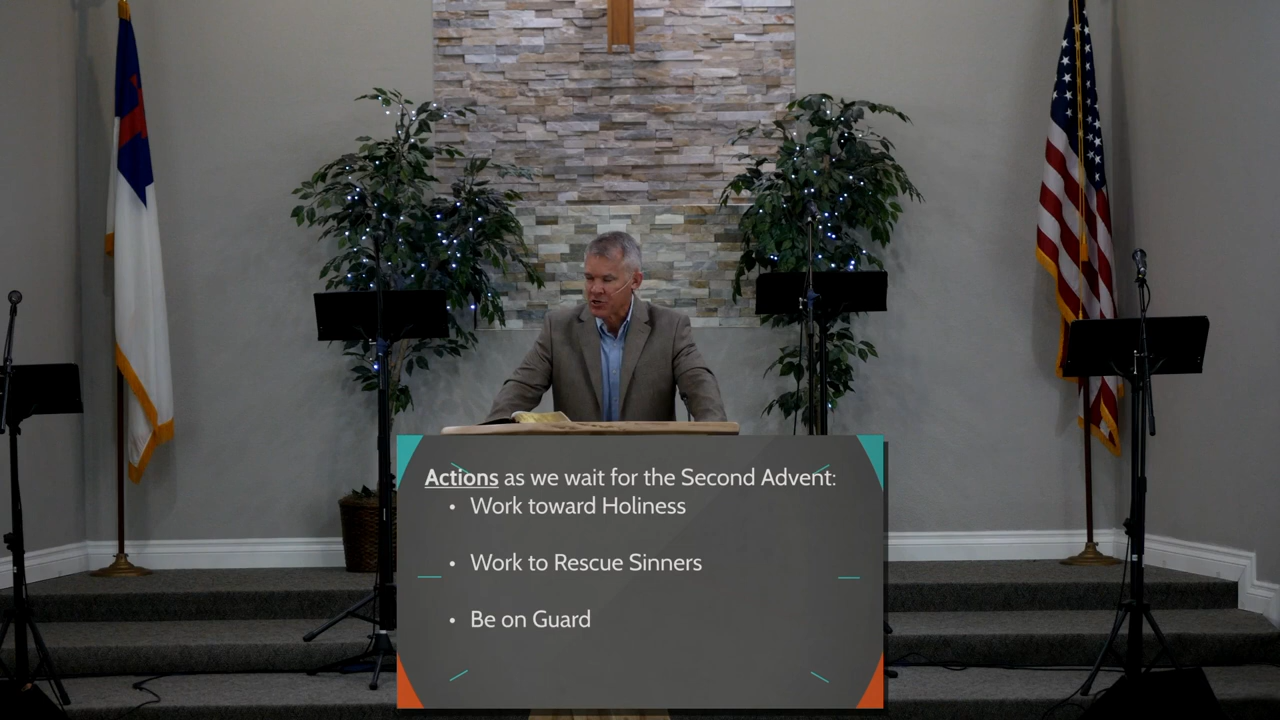 Actions as we wait for the Second Advent:
• Work toward Holiness
• Work to Rescue Sinners
• Be on Guard